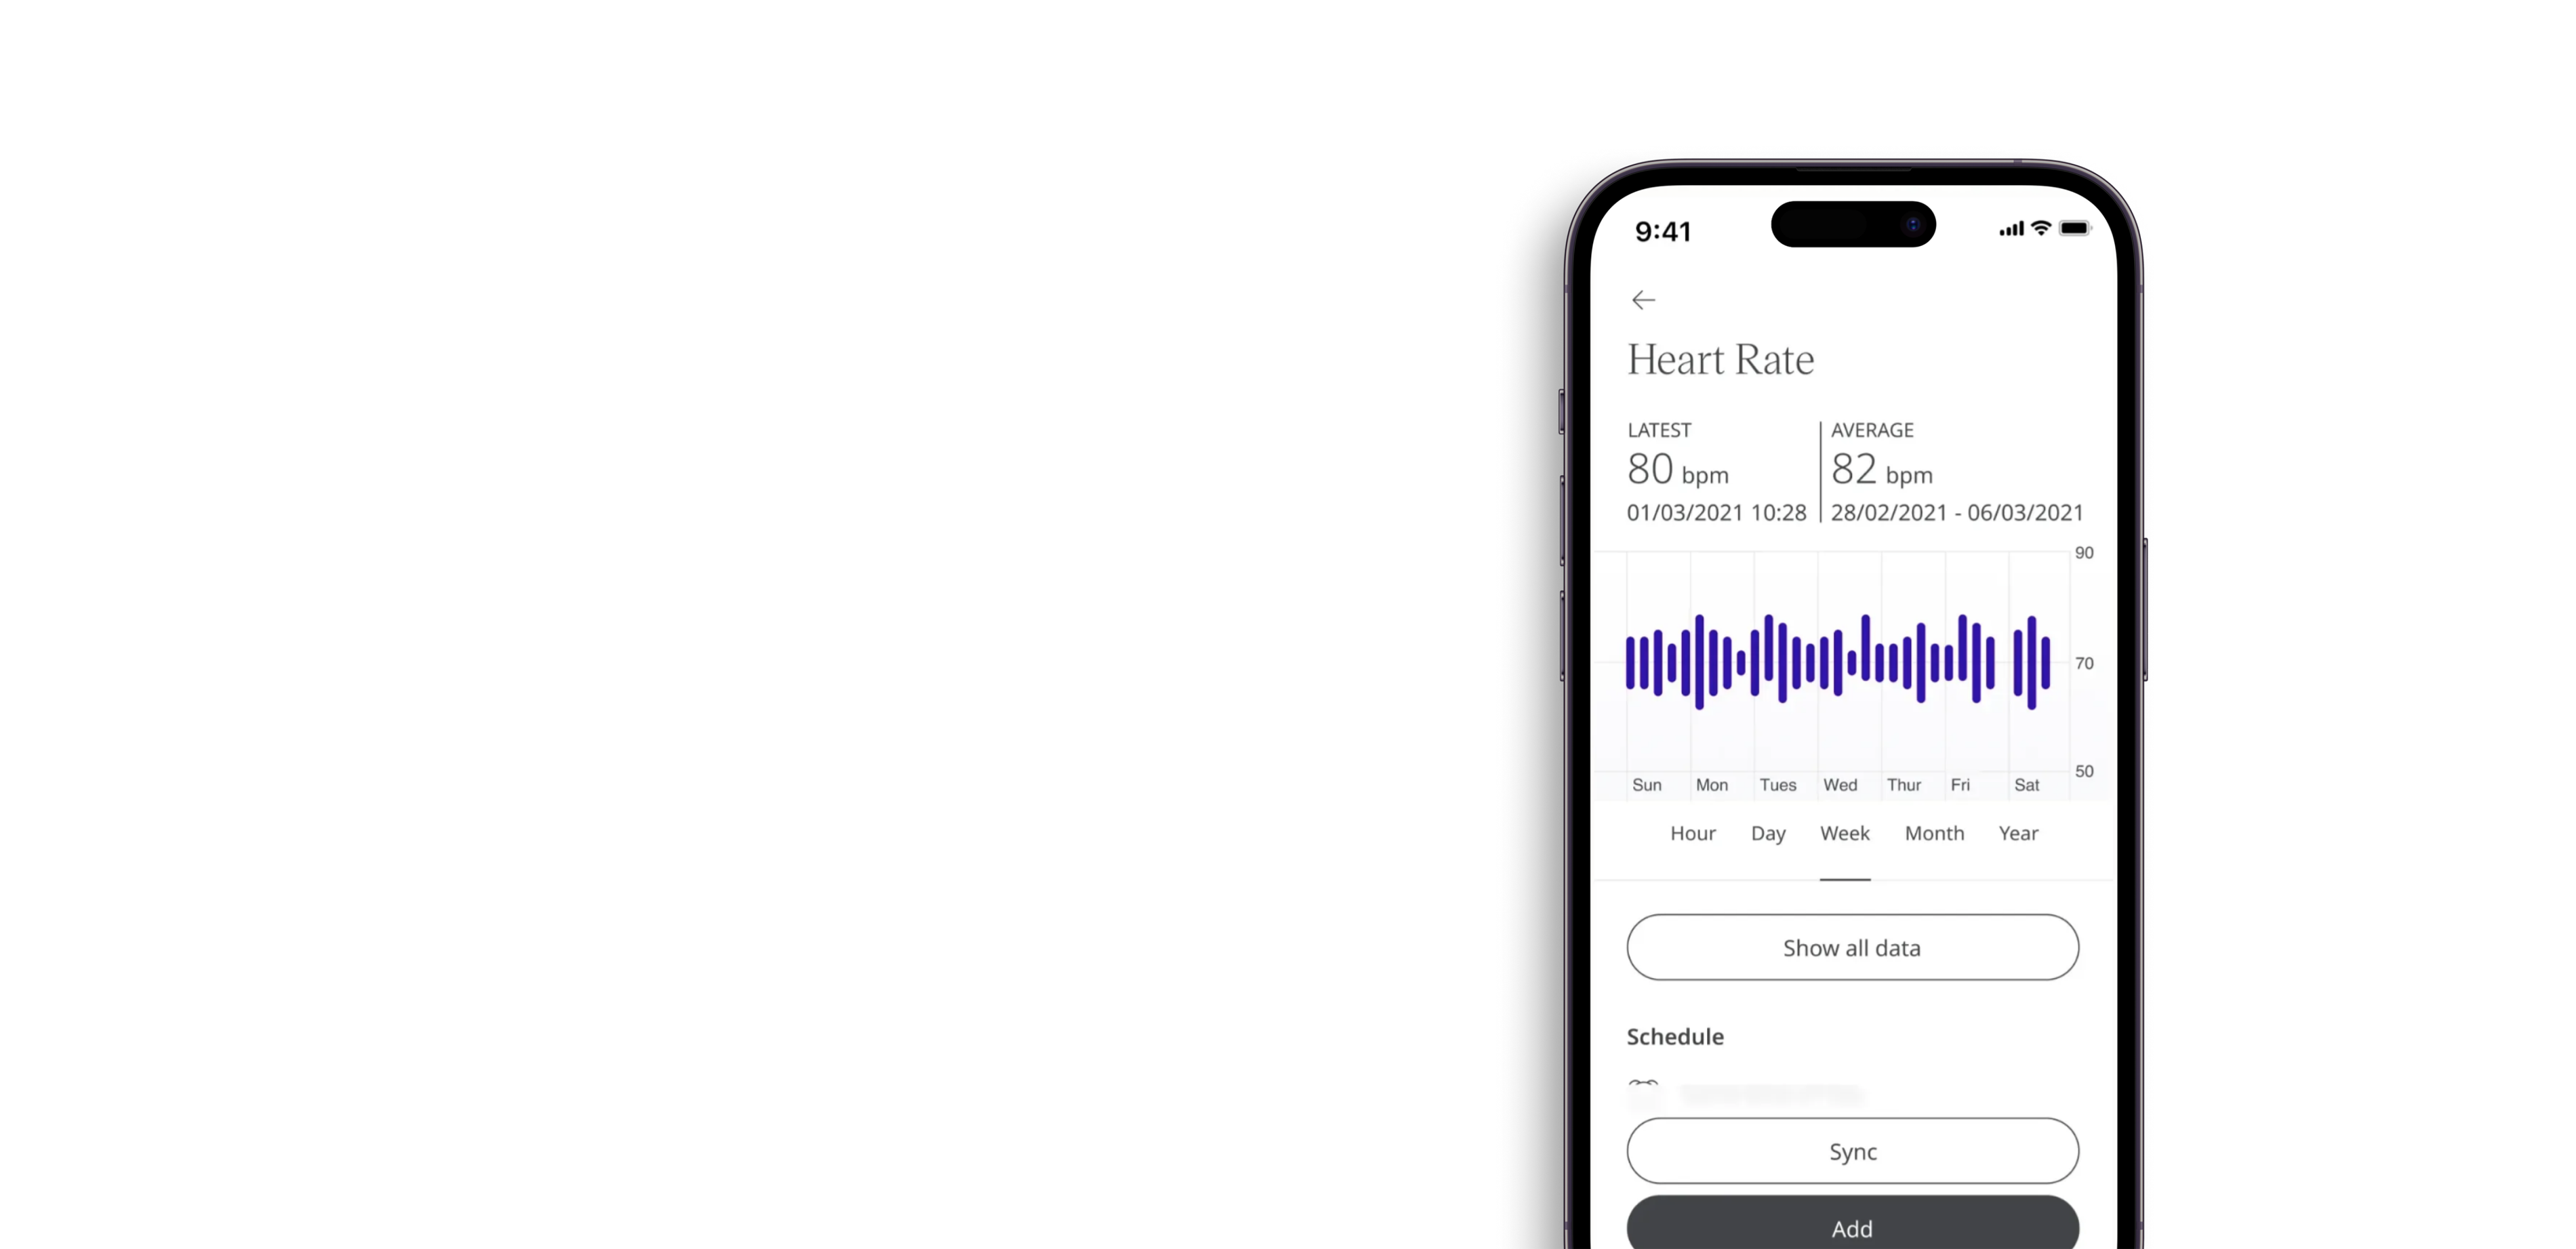 9:41
Heart Rate
LATEST
80 bpm
01/03/2021 10:28
AVERAGE
82 bpm
28/02/2021 - 06/03/2021
90
70
50
Sun Mon Tues Wed Thur Fri Sat
Hour Day Week Month Year
Show all data
Schedule
Sync
Add